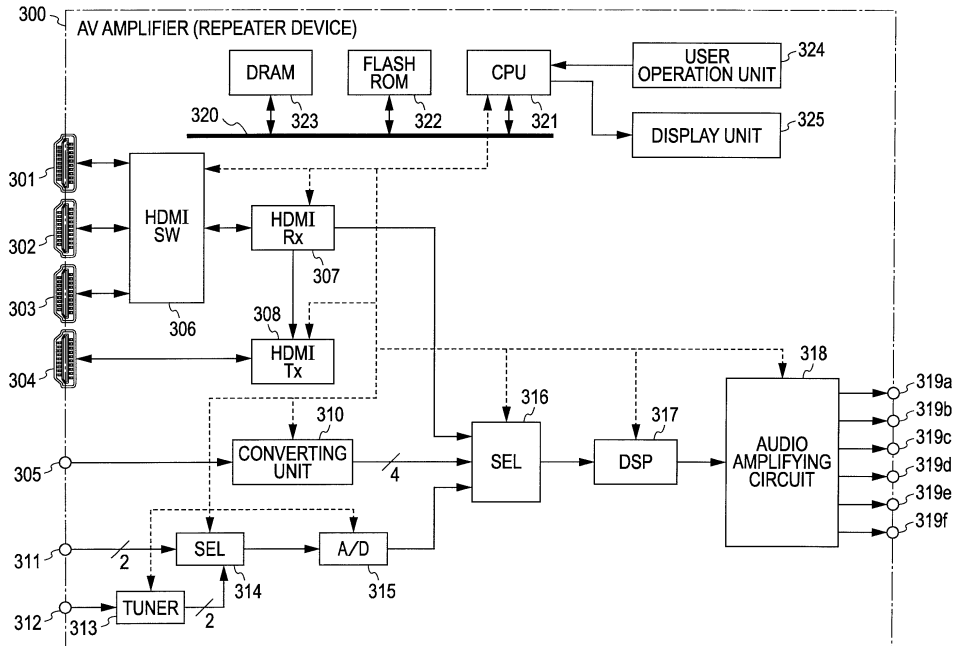 300
AV AMPLIFIER (REPEATER DEVICE)
DRAM
323
FLASH
ROM
322
CPU
321
USER
OPERATION UNIT
324
DISPLAY UNIT
325
320
301
302
303
304
HDMI
SW
306
HDMI
Rx
307
308
HDMI
Tx
305
310
CONVERTING
UNIT
4
316
SEL
317
DSP
318
AUDIO
AMPLIFYING
CIRCUIT
319a
319b
319c
319d
319e
319f
311
2
SEL
314
A/D
315
312
TUNER
313
2